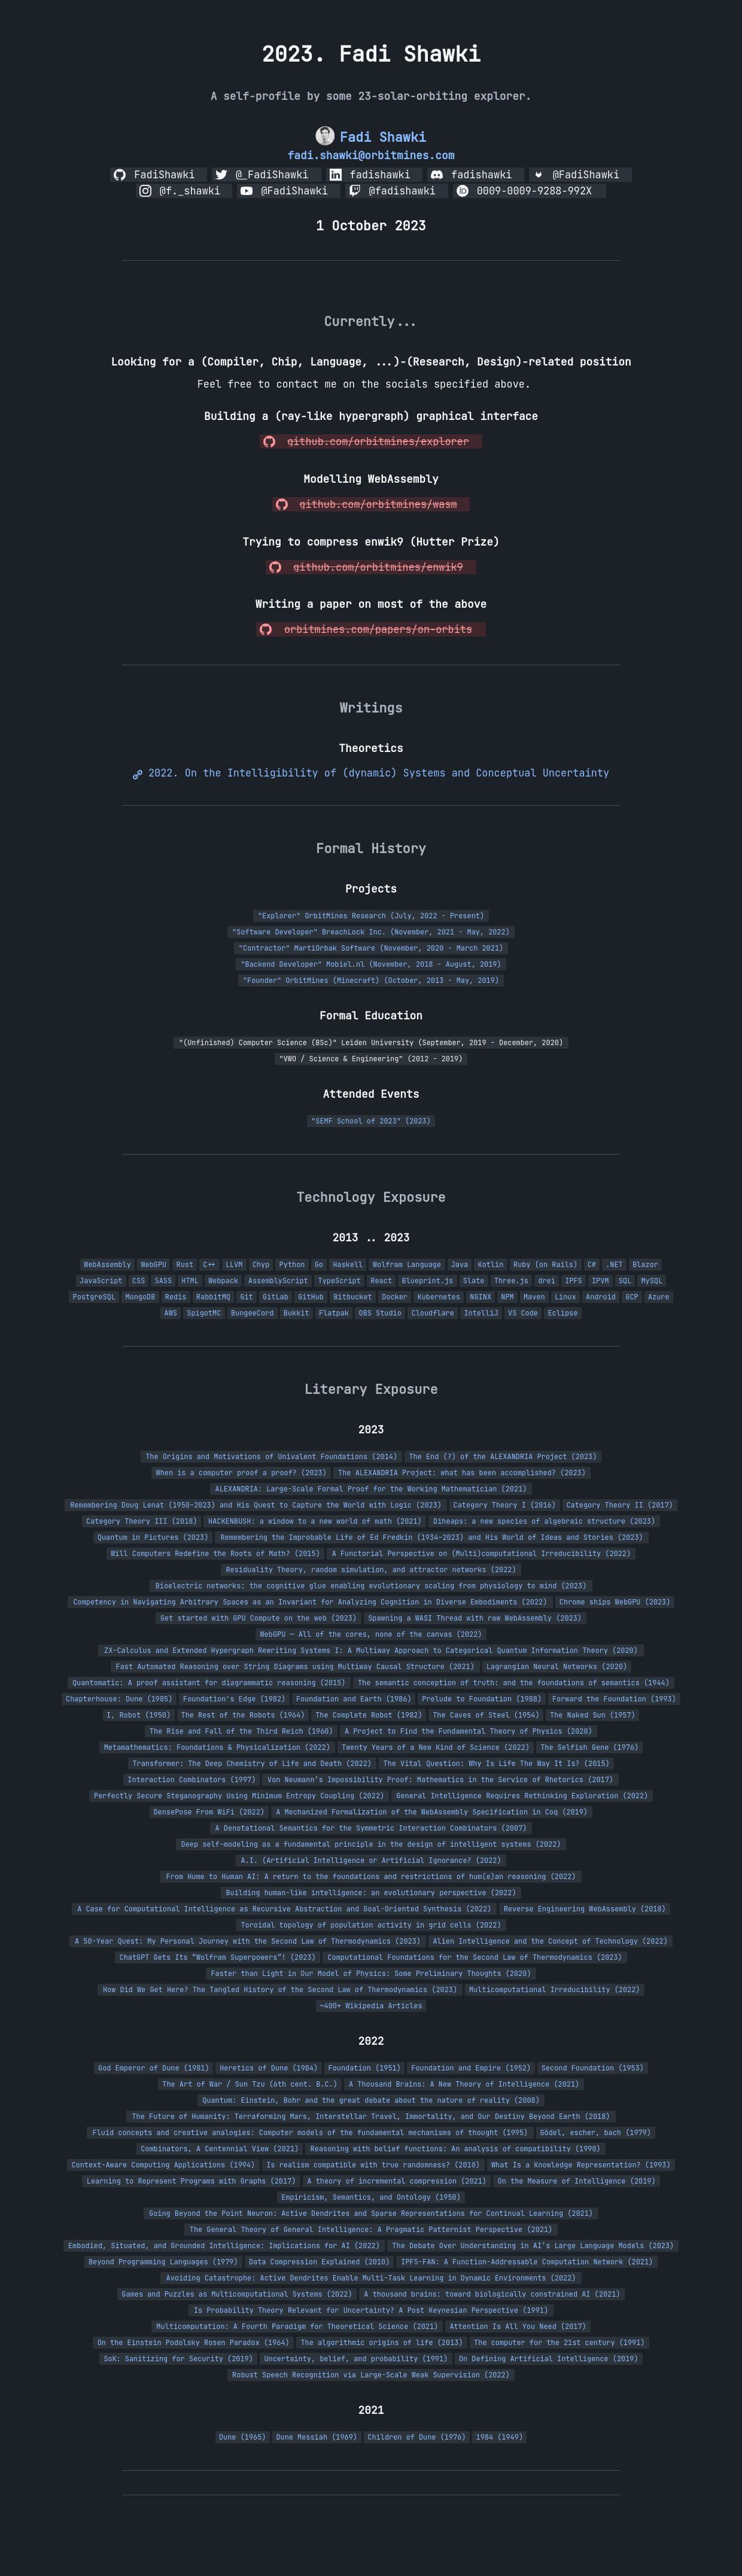 2023. Fadi Shawki
A self-profile by some 23-solar-orbiting explorer.
Fadi Shawki
fadi.shawki@orbitmines.com
FadiShawki @_FadiShawki fadishawki fadishawki @FadiShawki
@f._shawki @FadiShawki @fadishawki 0009-0009-9288-992X
1 October 2023
Currently...
Looking for a (Compiler, Chip, Language, ...)-(Research, Design)-related position
Feel free to contact me on the socials specified above.
Building a (ray-like hypergraph) graphical interface
github.com/orbitmines/explorer
Modelling WebAssembly
github.com/orbitmines/wasm
Trying to compress enwik9 (Hutter Prize)
github.com/orbitmines/enwik9
Writing a paper on most of the above
orbitmines.com/papers/on-orbits
Writings
Theoretics
2022. On the Intelligibility of (dynamic) Systems and Conceptual Uncertainty
Formal History
Projects
"Explorer" OrbitMines Research (July, 2022 - Present)
"Software Developer" BreachLock Inc. (November, 2021 - May, 2022)
"Contractor" MartiOrbak Software (November, 2020 - March 2021)
"Backend Developer" Mobiel.nl (November, 2018 - August, 2019)
"Founder" OrbitMines (Minecraft) (October, 2013 - May, 2019)
Formal Education
"(Unfinished) Computer Science (BSc)" Leiden University (September, 2019 - December, 2020)
"VWO / Science & Engineering" (2012 - 2019)
Attended Events
"SEMF School of 2023" (2023)
Technology Exposure
2013 .. 2023
WebAssembly WebGPU Rust C++ LLVM Chyp Python Go Haskell Wolfram Language Java Kotlin Ruby (on Rails) C# .NET Blazor
JavaScript CSS SASS HTML Webpack AssemblyScript TypeScript React Blueprint.js Slate Three.js drei IPFS IPVM SQL MySQL
PostgreSQL MongoDB Redis RabbitMQ Git GitLab GitHub Bitbucket Docker Kubernetes NGINX NPM Maven Linux Android GCP Azure
AWS SpigotMC BungeeCord Bukkit Flatpak OBS Studio Cloudflare IntelliJ VS Code Eclipse
Literary Exposure
2023
The Origins and Motivations of Univalent Foundations (2014) The End (?) of the ALEXANDRIA Project (2023)
When is a computer proof a proof? (2023) The ALEXANDRIA Project: what has been accomplished? (2023)
ALEXANDRIA: Large-Scale Formal Proof for the Working Mathematician (2021)
Remembering Doug Lenat (1950–2023) and His Quest to Capture the World with Logic (2023) Category Theory I (2016) Category Theory II (2017)
Category Theory III (2018) HACKENBUSH: a window to a new world of math (2021) Diheaps: a new species of algebraic structure (2023)
Quantum in Pictures (2023) Remembering the Improbable Life of Ed Fredkin (1934–2023) and His World of Ideas and Stories (2023)
Will Computers Redefine the Roots of Math? (2015) A Functorial Perspective on (Multi)computational Irreducibility (2022)
Residuality Theory, random simulation, and attractor networks (2022)
Bioelectric networks: the cognitive glue enabling evolutionary scaling from physiology to mind (2023)
Competency in Navigating Arbitrary Spaces as an Invariant for Analyzing Cognition in Diverse Embodiments (2022) Chrome ships WebGPU (2023)
Get started with GPU Compute on the web (2023) Spawning a WASI Thread with raw WebAssembly (2023)
WebGPU — All of the cores, none of the canvas (2022)
ZX-Calculus and Extended Hypergraph Rewriting Systems I: A Multiway Approach to Categorical Quantum Information Theory (2020)
Fast Automated Reasoning over String Diagrams using Multiway Causal Structure (2021) Lagrangian Neural Networks (2020)
Quantomatic: A proof assistant for diagrammatic reasoning (2015) The semantic conception of truth: and the foundations of semantics (1944)
Chapterhouse: Dune (1985) Foundation's Edge (1982) Foundation and Earth (1986) Prelude to Foundation (1988) Forward the Foundation (1993)
I, Robot (1950) The Rest of the Robots (1964) The Complete Robot (1982) The Caves of Steel (1954) The Naked Sun (1957)
The Rise and Fall of the Third Reich (1960) A Project to Find the Fundamental Theory of Physics (2020)
Metamathematics: Foundations & Physicalization (2022) Twenty Years of a New Kind of Science (2022) The Selfish Gene (1976)
Transformer: The Deep Chemistry of Life and Death (2022) The Vital Question: Why Is Life The Way It Is? (2015)
Interaction Combinators (1997) Von Neumann's Impossibility Proof: Mathematics in the Service of Rhetorics (2017)
Perfectly Secure Steganography Using Minimum Entropy Coupling (2022) General Intelligence Requires Rethinking Exploration (2022)
DensePose From WiFi (2022) A Mechanized Formalization of the WebAssembly Specification in Coq (2019)
A Denotational Semantics for the Symmetric Interaction Combinators (2007)
Deep self-modeling as a fundamental principle in the design of intelligent systems (2022)
A.I. (Artificial Intelligence or Artificial Ignorance? (2022)
From Hume to Human AI: A return to the foundations and restrictions of hum(e)an reasoning (2022)
Building human-like intelligence: an evolutionary perspective (2022)
A Case for Computational Intelligence as Recursive Abstraction and Goal-Oriented Synthesis (2022) Reverse Engineering WebAssembly (2018)
Toroidal topology of population activity in grid cells (2022)
A 50-Year Quest: My Personal Journey with the Second Law of Thermodynamics (2023) Alien Intelligence and the Concept of Technology (2022)
ChatGPT Gets Its “Wolfram Superpowers”! (2023) Computational Foundations for the Second Law of Thermodynamics (2023)
Faster than Light in Our Model of Physics: Some Preliminary Thoughts (2020)
How Did We Get Here? The Tangled History of the Second Law of Thermodynamics (2023) Multicomputational Irreducibility (2022)
~400+ Wikipedia Articles
2022
God Emperor of Dune (1981) Heretics of Dune (1984) Foundation (1951) Foundation and Empire (1952) Second Foundation (1953)
The Art of War / Sun Tzu (6th cent. B.C.) A Thousand Brains: A New Theory of Intelligence (2021)
Quantum: Einstein, Bohr and the great debate about the nature of reality (2008)
The Future of Humanity: Terraforming Mars, Interstellar Travel, Immortality, and Our Destiny Beyond Earth (2018)
Fluid concepts and creative analogies: Computer models of the fundamental mechanisms of thought (1995) Gödel, escher, bach (1979)
Combinators, A Centennial View (2021) Reasoning with belief functions: An analysis of compatibility (1990)
Context-Aware Computing Applications (1994) Is realism compatible with true randomness? (2010) What Is a Knowledge Representation? (1993)
Learning to Represent Programs with Graphs (2017) A theory of incremental compression (2021) On the Measure of Intelligence (2019)
Empiricism, Semantics, and Ontology (1950)
Going Beyond the Point Neuron: Active Dendrites and Sparse Representations for Continual Learning (2021)
The General Theory of General Intelligence: A Pragmatic Patternist Perspective (2021)
Embodied, Situated, and Grounded Intelligence: Implications for AI (2022) The Debate Over Understanding in AI's Large Language Models (2023)
Beyond Programming Languages (1979) Data Compression Explained (2010) IPFS-FAN: A Function-Addressable Computation Network (2021)
Avoiding Catastrophe: Active Dendrites Enable Multi-Task Learning in Dynamic Environments (2022)
Games and Puzzles as Multicomputational Systems (2022) A thousand brains: toward biologically constrained AI (2021)
Is Probability Theory Relevant for Uncertainty? A Post Keynesian Perspective (1991)
Multicomputation: A Fourth Paradigm for Theoretical Science (2021) Attention Is All You Need (2017)
On the Einstein Podolsky Rosen Paradox (1964) The algorithmic origins of life (2013) The computer for the 21st century (1991)
SoK: Sanitizing for Security (2019) Uncertainty, belief, and probability (1991) On Defining Artificial Intelligence (2019)
Robust Speech Recognition via Large-Scale Weak Supervision (2022)
2021
Dune (1965) Dune Messiah (1969) Children of Dune (1976) 1984 (1949)